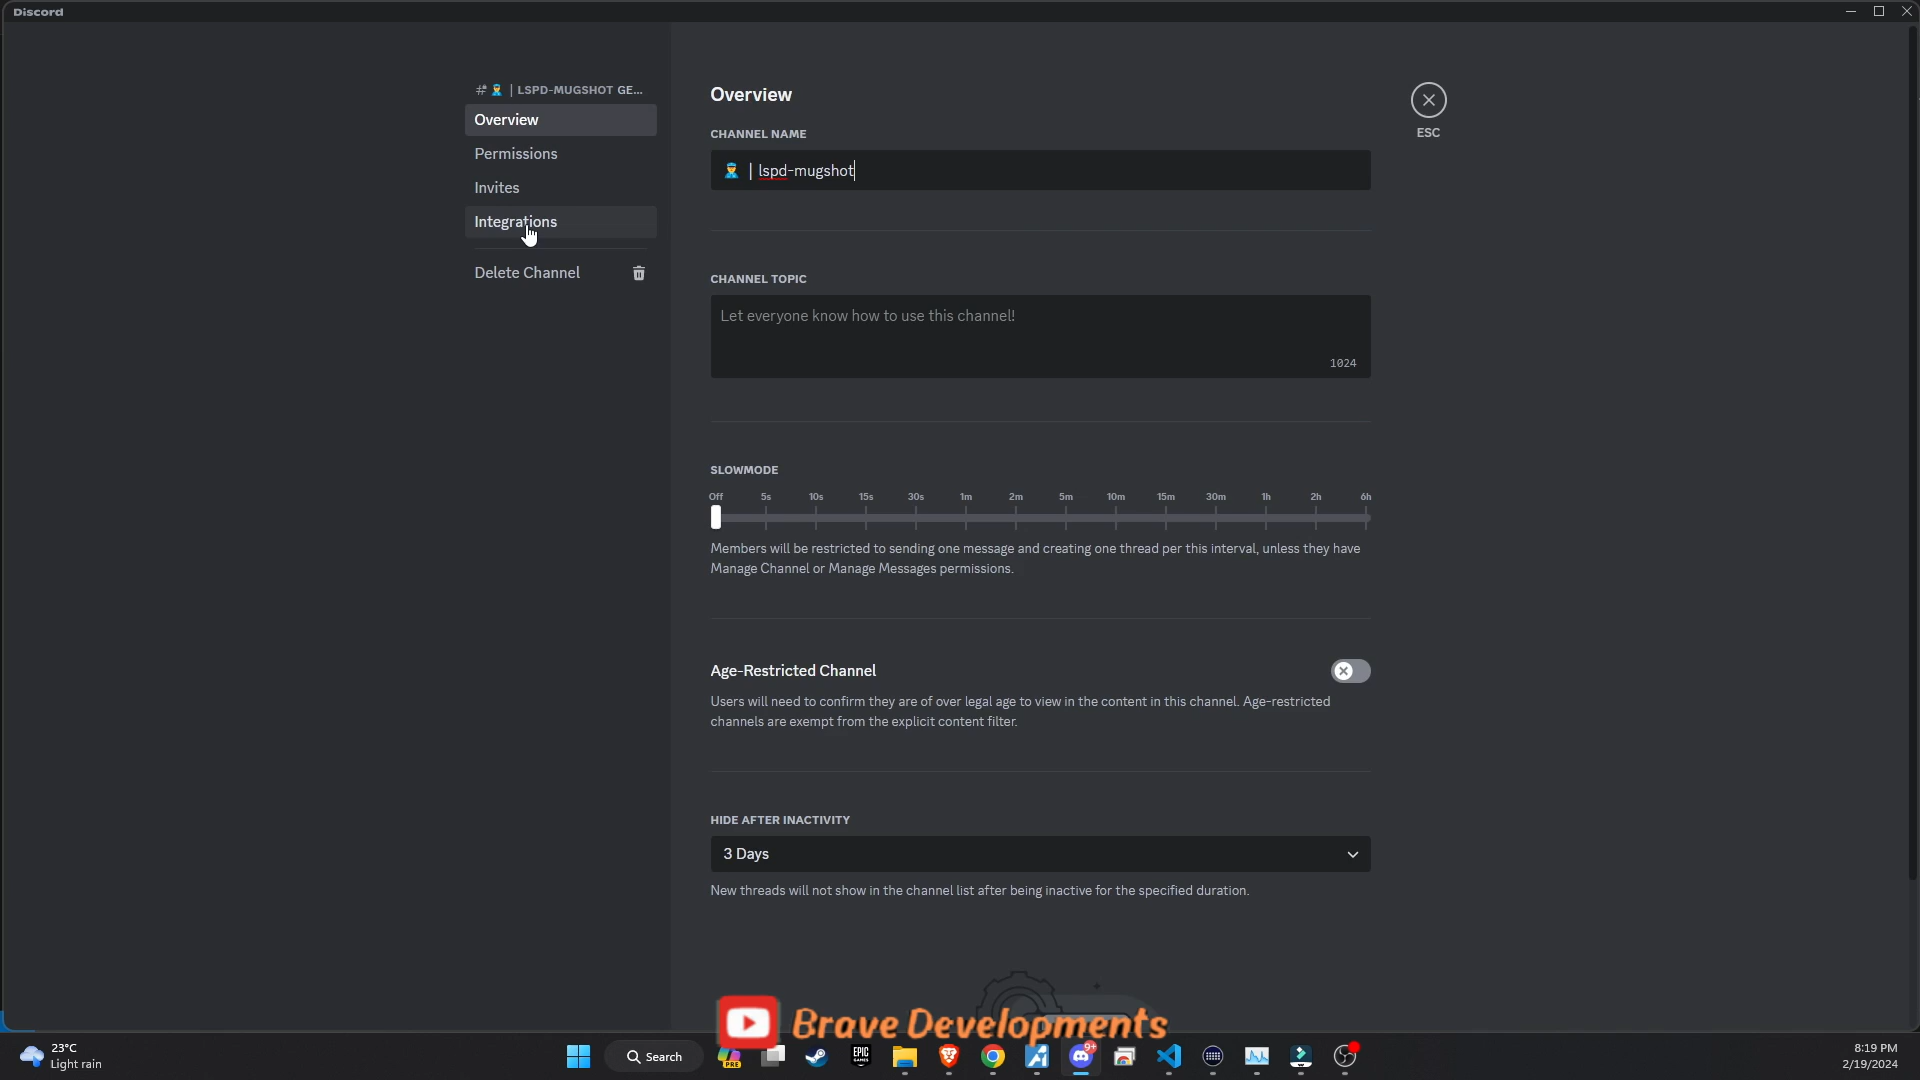 Discord
| LSPD-MUGSHOT GE...
Overview
Permissions
Invites
Integrations
Delete Channel
Overview
ESC
CHANNEL NAME
| lspd-mugshot
CHANNEL TOPIC
Let everyone know how to use this channel!
1024
SLOWMODE
Off 5s 10s 15s 30s 1m 2m 5m 10m 15m 30m 1h 2h 6h
Members will be restricted to sending one message and creating one thread per this interval, unless they have
Manage Channel or Manage Messages permissions.
Age-Restricted Channel
Users will need to confirm they are of over legal age to view in the content in this channel. Age-restricted
channels are exempt from the explicit content filter.
HIDE AFTER INACTIVITY
3 Days
New threads will not show in the channel list after being inactive for the specified duration.
Brave Developments
23°C
Light rain
Search
PRE
EPIC
GAMES
9+
8:19 PM
2/19/2024